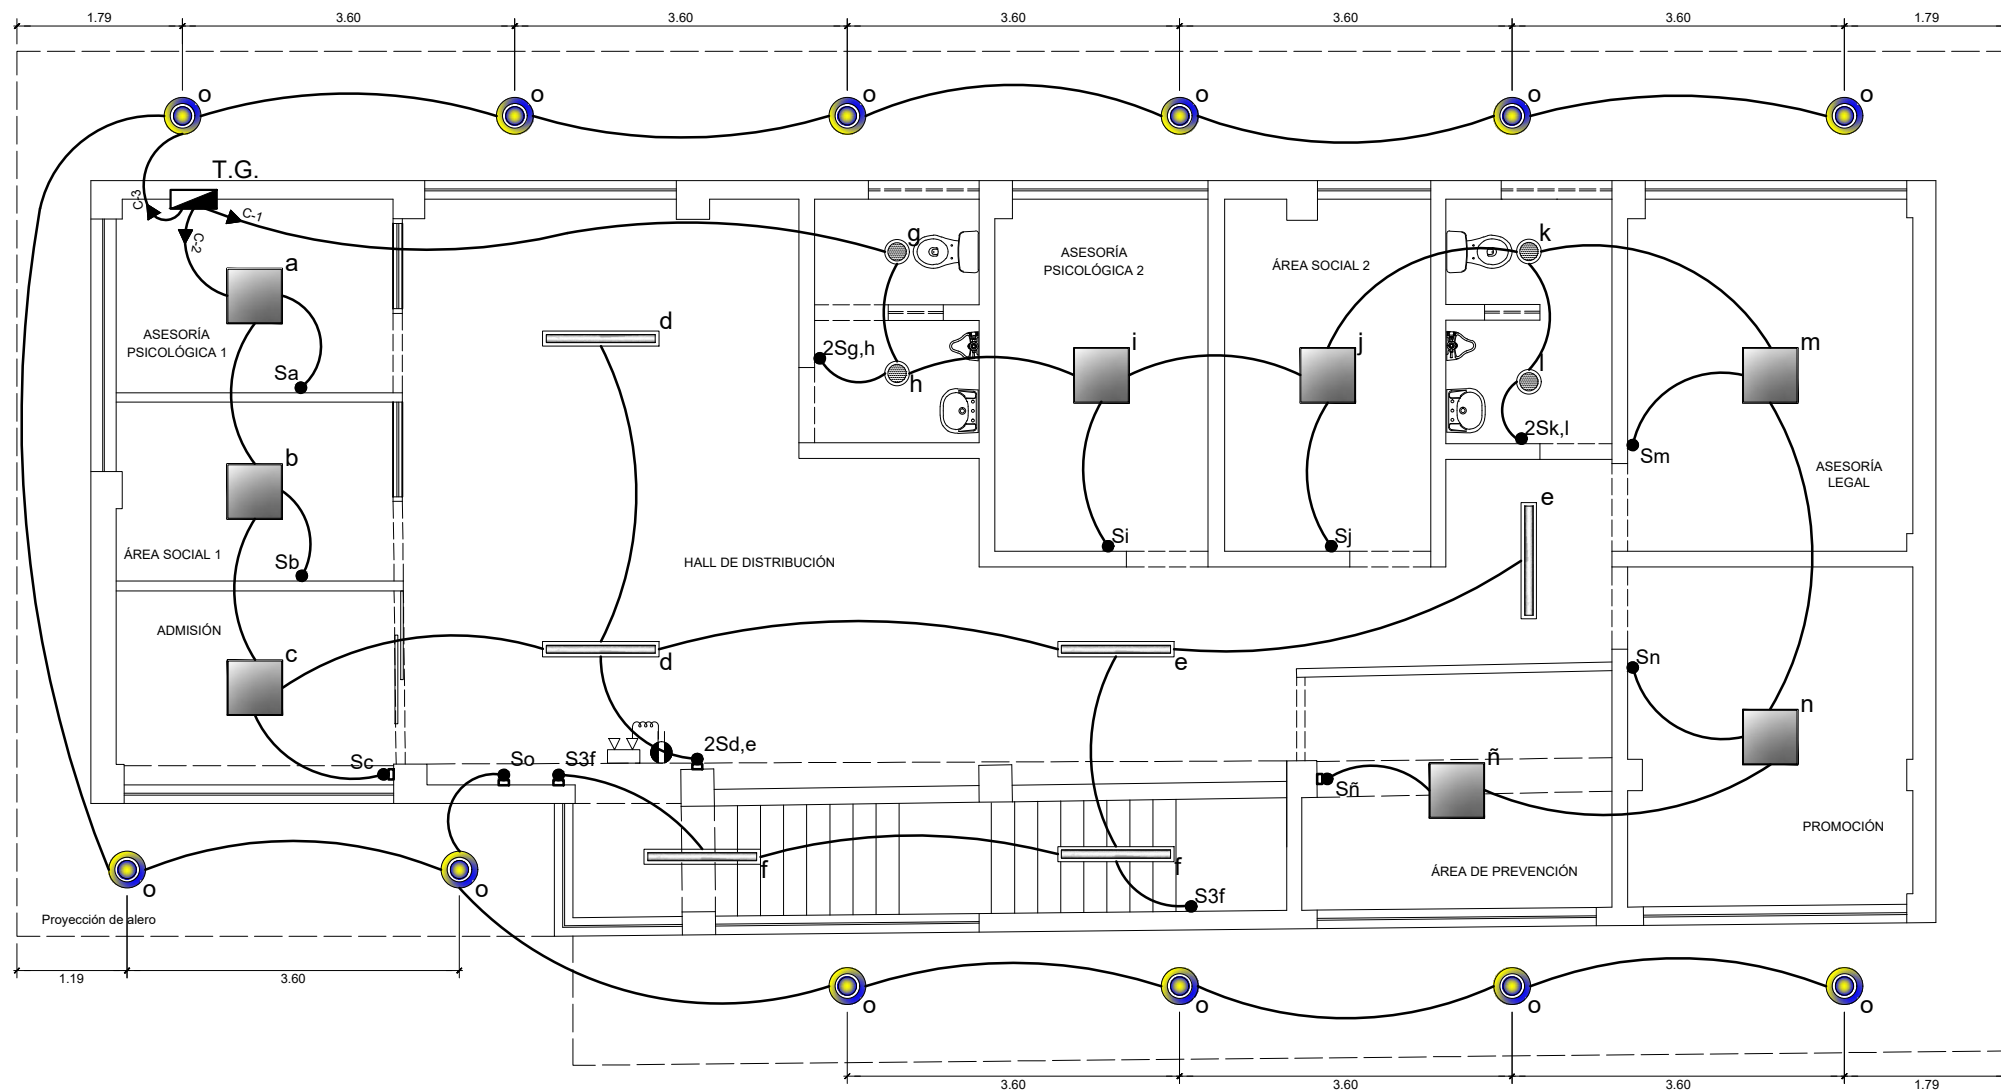 1.79 3.60 3.60 3.60 3.60 3.60 1.79
o o o o o o
T.G.
C-3
C-1
C-2
g
k
ASESORÍA
PSICOLÓGICA 2
ÁREA SOCIAL 2
a
ASESORÍA
PSICOLÓGICA 1
d
2Sg,h
i
j
l
m
Sa
h
2Sk,l
Sm
b
ASESORÍA
LEGAL
e
Si
Sj
ÁREA SOCIAL 1
Sb
HALL DE DISTRIBUCIÓN
ADMISIÓN
c
d
e
Sn
n
Sc
So
S3f
2Sd,e
ñ
Sñ
PROMOCIÓN
f
f
ÁREA DE PREVENCIÓN
o
o
S3f
Proyección de alero
1.19 3.60
o o o o
3.60 3.60 3.60 1.79